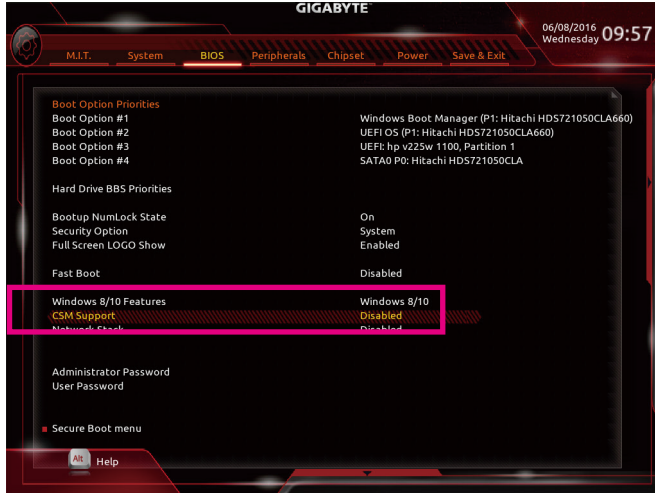 GIGABYTE
06/08/2016
Wednesday 09:57
M.I.T. System BIOS Peripherals Chipset Power Save & Exit
Boot Option Priorities
Boot Option #1 Windows Boot Manager (P1: Hitachi HDS721050CLA660)
Boot Option #2 UEFI OS (P1: Hitachi HDS721050CLA660)
Boot Option #3 UEFI: hp v225w 1100, Partition 1
Boot Option #4 SATA0 P0: Hitachi HDS721050CLA
Hard Drive BBS Priorities
Bootup NumLock State On
Security Option System
Full Screen LOGO Show Enabled
Fast Boot Disabled
Windows 8/10 Features Windows 8/10
CSM Support Disabled
Network Stack Disabled
Administrator Password
User Password
Secure Boot menu
Alt Help